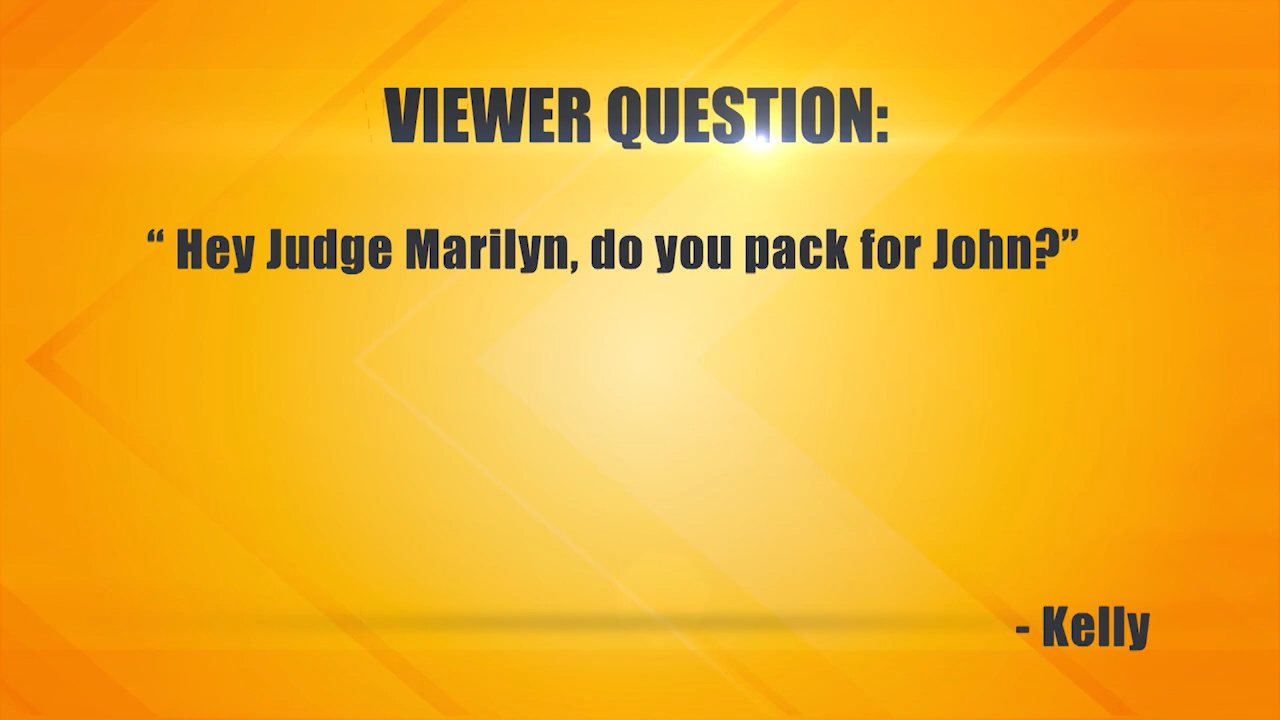 VIEWER QUESTION:
“ Hey Judge Marilyn, do you pack for John?”
- Kelly